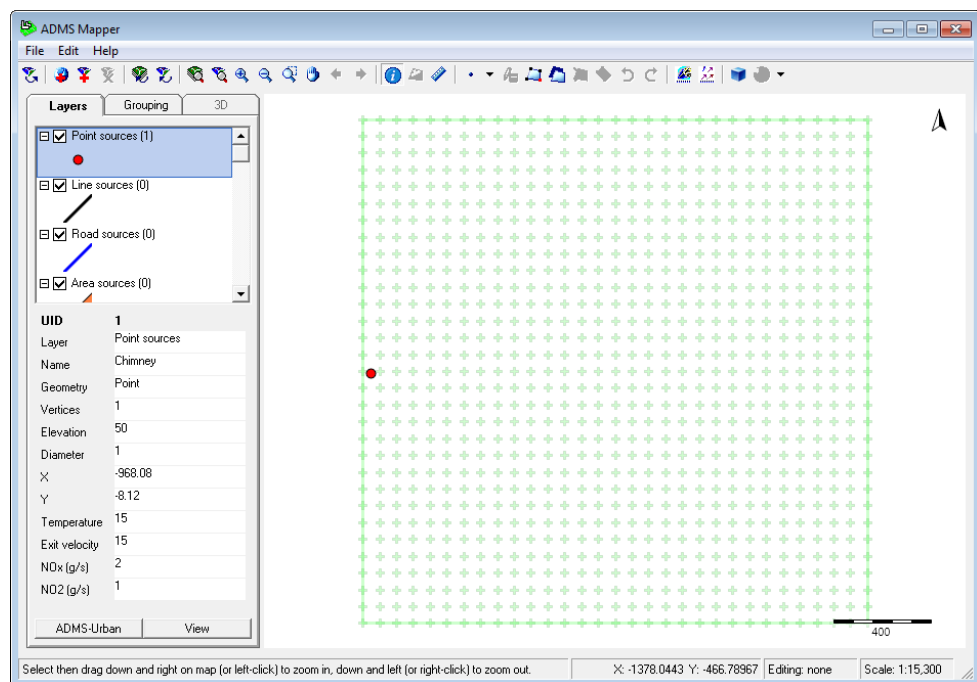 ADMS Mapper
File Edit Help
Layers Grouping 3D
Point sources (1)
Line sources (0)
Road sources (0)
Area sources (0)
UID 1
Layer Point sources
Name Chimney
Geometry Point
Vertices 1
Elevation 50
Diameter 1
X -968.08
Y -8.12
Temperature 15
Exit velocity 15
NOx (g/s) 2
NO2 (g/s) 1
ADMS-Urban View
400
Select then drag down and right on map (or left-click) to zoom in, down and left (or right-click) to zoom out. X: -1378.0443 Y: -466.78967 Editing: none Scale: 1:15,300